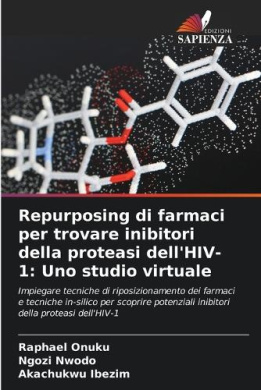 EDIZIONI
SAPIENZA
Repurposing di farmaci
per trovare inibitori
della proteasi dell'HIV-
1: Uno studio virtuale
Impiegare tecniche di riposizionamento dei farmaci
e tecniche in-silico per scoprire potenziali inibitori
della proteasi dell'HIV-1
Raphael Onuku
Ngozi Nwodo
Akachukwu Ibezim